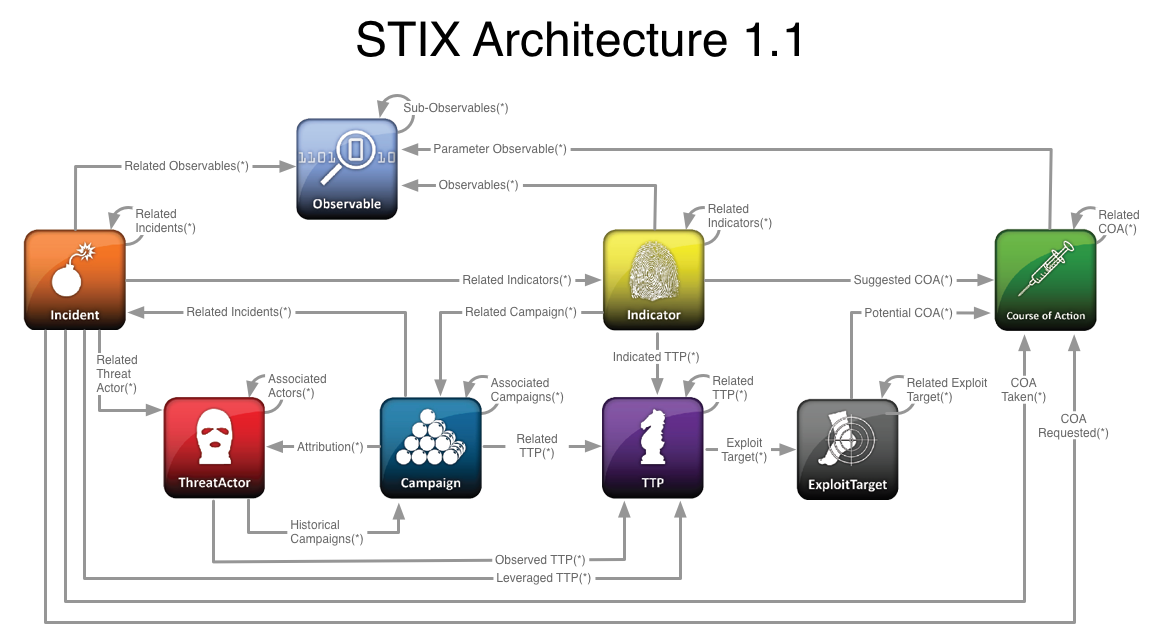 STIX Architecture 1.1
Sub-Observables(*)
Parameter Observable(*)
Related Observables(*)
1101 10
Observables(*)
Observable
Related
Incidents(*)
Related
Indicators(*)
Related
COA(*)
Related Indicators(*)
Suggested COA(*)
Incident
Related Incidents(*)
Related Campaign(*)
Indicator
Potential COA(*)
Course of Action
Related
Threat
Actor(*)
Indicated TTP(*)
Associated
Actors(*)
Associated
Campaigns(*)
Related
TTP(*)
Related Exploit
Target(*)
COA
Taken(*)
COA
Requested(*)
Attribution(*)
Related
TTP(*)
Exploit
Target(*)
ThreatActor
Campaign
TTP
ExploitTarget
Historical
Campaigns(*)
Observed TTP(*)
Leveraged TTP(*)